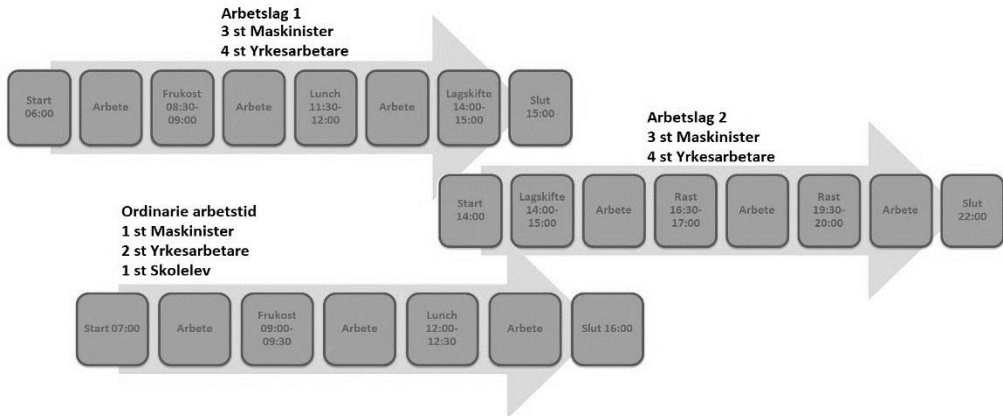 Arbetslag 1
3 st Maskinister
4 st Yrkesarbetare
Start
06:00
Arbete
Frukost
08:30-
09:00
Arbete
Lunch
11:30-
12:00
Arbete
Lagskifte
14:00-
15:00
Slut
15:00
Arbetslag 2
3 st Maskinister
4 st Yrkesarbetare
Start
14:00
Lagskifte
14:00-
15:00
Arbete
Rast
16:30-
17:00
Arbete
Rast
19:30-
20:00
Arbete
Slut
22:00
Ordinarie arbetstid
1 st Maskinister
2 st Yrkesarbetare
1 st Skolelev
Start 07:00
Arbete
Frukost
09:00-
09:30
Arbete
Lunch
12:00-
12:30
Arbete
Slut 16:00